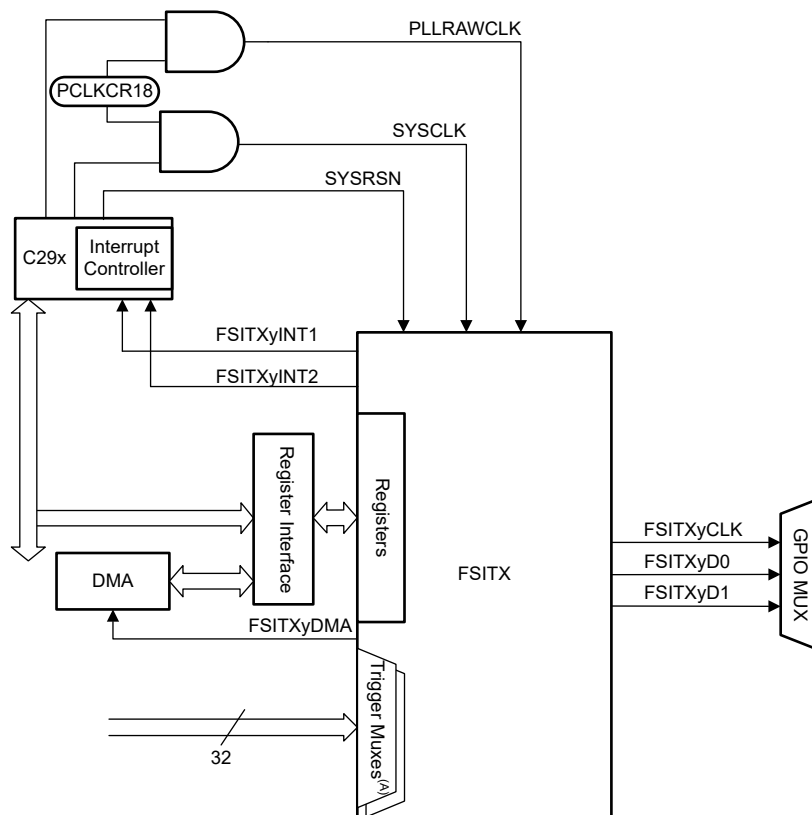 PLLRAWCLK
PCLKCR18
SYSCLK
SYSRSN
C29x
Interrupt
Controller
FSITXyINT1
FSITXyINT2
Register Interface
Registers
FSITX
FSITXyCLK
FSITXyD0
FSITXyD1
GPIO MUX
DMA
FSITXyDMA
Trigger Muxes(A)
32